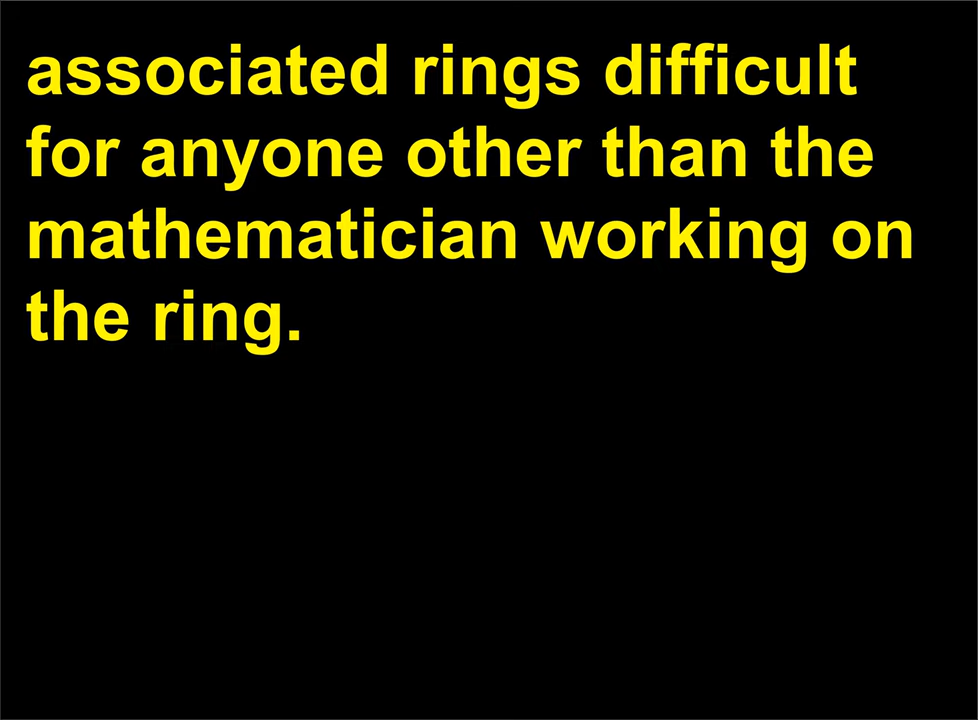 associated rings difficult
for anyone other than the
mathematician working on
the ring.